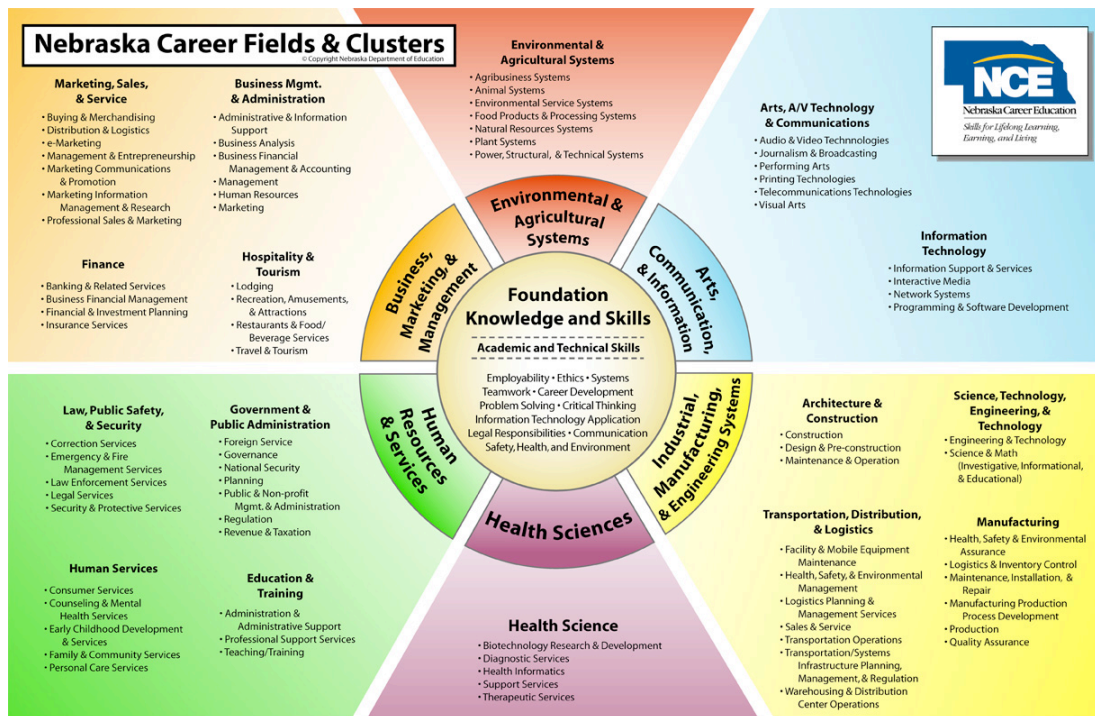 Nebraska Career Fields & Clusters
© Copyright Nebraska Department of Education
Marketing, Sales,
& Service
• Buying & Merchandising
• Distribution & Logistics
• e-Marketing
• Management & Entrepreneurship
• Marketing Communications
& Promotion
• Marketing Information
Management & Research
• Professional Sales & Marketing
Business Mgmt.
& Administration
• Administrative & Information
Support
• Business Analysis
• Business Financial
Management & Accounting
• Management
• Human Resources
• Marketing
Finance
• Banking & Related Services
• Business Financial Management
• Financial & Investment Planning
• Insurance Services
Hospitality &
Tourism
• Lodging
• Recreation, Amusements,
& Attractions
• Restaurants & Food/
Beverage Services
• Travel & Tourism
Environmental &
Agricultural Systems
• Agribusiness Systems
• Animal Systems
• Environmental Service Systems
• Food Products & Processing Systems
• Natural Resources Systems
• Plant Systems
• Power, Structural, & Technical Systems
Arts, A/V Technology
& Communications
• Audio & Video Technnologies
• Journalism & Broadcasting
• Performing Arts
• Printing Technologies
• Telecommunications Technologies
• Visual Arts
NCE
Nebraska Career Education
Skills for Lifelong Learning,
Earning, and Living
Information
Technology
• Information Support & Services
• Interactive Media
• Network Systems
• Programming & Software Development
Environmental &
Agricultural
Systems
Business,
Marketing, &
Management
Arts,
Communication,
& Information
Foundation
Knowledge and Skills
Academic and Technical Skills
Employability • Ethics • Systems
Teamwork • Career Development
Problem Solving • Critical Thinking
Information Technology Application
Legal Responsibilities • Communication
Safety, Health, and Environment
Human
Resources
& Services
Industrial,
Manufacturing,
& Engineering Systems
Health Sciences
Law, Public Safety,
& Security
• Correction Services
• Emergency & Fire
Management Services
• Law Enforcement Services
• Legal Services
• Security & Protective Services
Government &
Public Administration
• Foreign Service
• Governance
• National Security
• Planning
• Public & Non-profit
Mgmt. & Administration
• Regulation
• Revenue & Taxation
Human Services
• Consumer Services
• Counseling & Mental
Health Services
• Early Childhood Development
& Services
• Family & Community Services
• Personal Care Services
Education &
Training
• Administration &
Administrative Support
• Professional Support Services
• Teaching/Training
Health Science
• Biotechnology Research & Development
• Diagnostic Services
• Health Informatics
• Support Services
• Therapeutic Services
Architecture &
Construction
• Construction
• Design & Pre-construction
• Maintenance & Operation
Science, Technology,
Engineering, &
Technology
• Engineering & Technology
• Science & Math
(Investigative, Informational,
& Educational)
Transportation, Distribution,
& Logistics
• Facility & Mobile Equipment
Maintenance
• Health, Safety, & Environmental
Management
• Logistics Planning &
Management Services
• Sales & Service
• Transportation Operations
• Transportation/Systems
Infrastructure Planning,
Management, & Regulation
• Warehousing & Distribution
Center Operations
Manufacturing
• Health, Safety & Environmental
Assurance
• Logistics & Inventory Control
• Maintenance, Installation, &
Repair
• Manufacturing Production
Process Development
• Production
• Quality Assurance